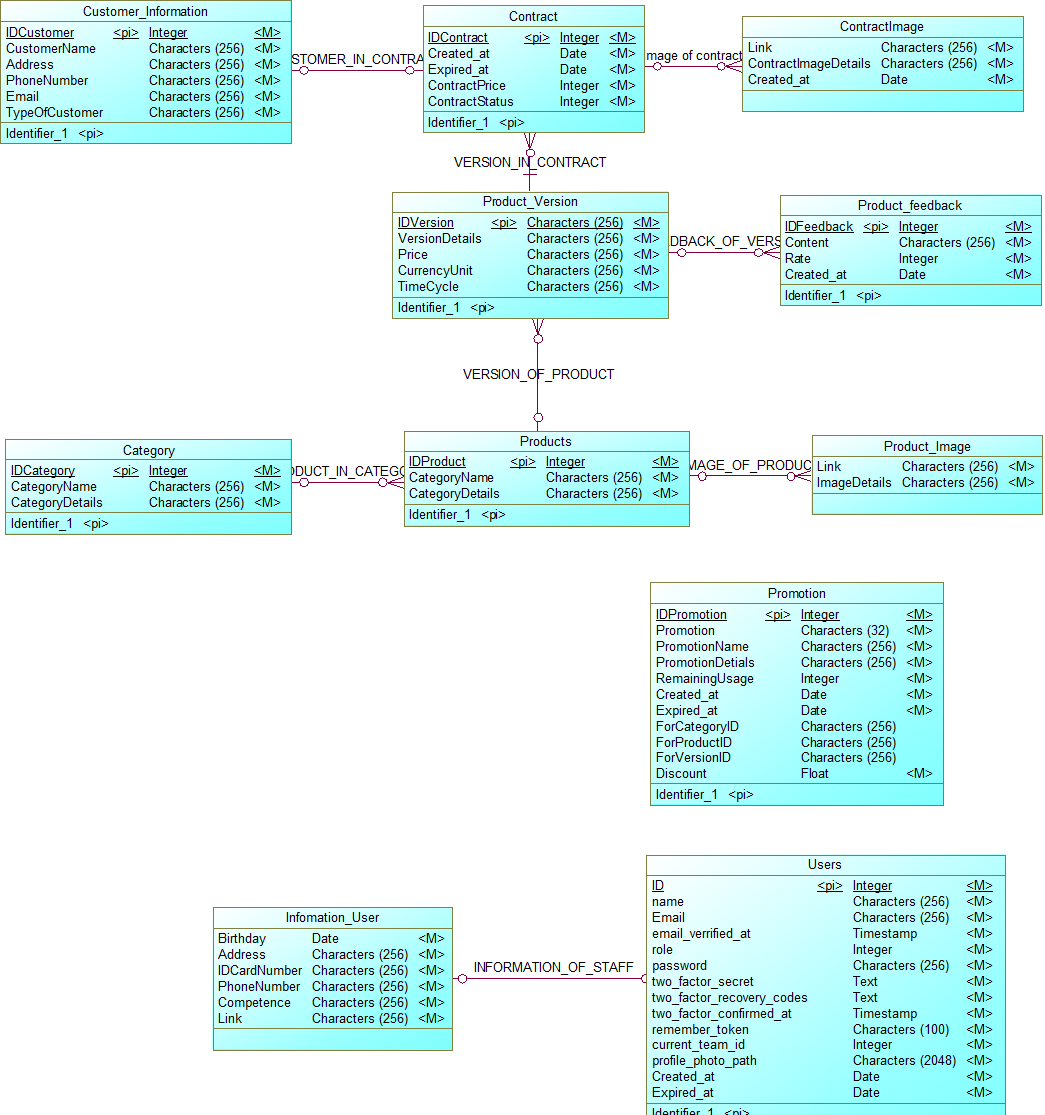 Customer_Information
IDCustomer <pi> Integer <M>
CustomerName Characters (256) <M>
Address Characters (256) <M>
PhoneNumber Characters (256) <M>
Email Characters (256) <M>
TypeOfCustomer Characters (256) <M>
Identifier_1 <pi>
STOMER_IN_CONTRA
Contract
IDContract <pi> Integer <M>
Created_at Date <M>
Expired_at Date <M>
ContractPrice Integer <M>
ContractStatus Integer <M>
Identifier_1 <pi>
mage of contract
ContractImage
Link Characters (256) <M>
ContractImageDetails Characters (256) <M>
Created_at Date <M>
VERSION_IN_CONTRACT
Product_Version
IDVersion <pi> Characters (256) <M>
VersionDetails Characters (256) <M>
Price Characters (256) <M>
CurrencyUnit Characters (256) <M>
TimeCycle Characters (256) <M>
Identifier_1 <pi>
DBACK_OF_VERS
Product_feedback
IDFeedback <pi> Integer <M>
Content Characters (256) <M>
Rate Integer <M>
Created_at Date <M>
Identifier_1 <pi>
VERSION_OF_PRODUCT
Category
IDCategory <pi> Integer <M>
CategoryName Characters (256) <M>
CategoryDetails Characters (256) <M>
Identifier_1 <pi>
DUCT_IN_CATEGO
Products
IDProduct <pi> Integer <M>
CategoryName Characters (256) <M>
CategoryDetails Characters (256) <M>
Identifier_1 <pi>
MAGE_OF_PRODUC
Product_Image
Link Characters (256) <M>
ImageDetails Characters (256) <M>
Promotion
IDPromotion <pi> Integer <M>
Promotion Characters (32) <M>
PromotionName Characters (256) <M>
PromotionDetials Characters (256) <M>
RemainingUsage Integer <M>
Created_at Date <M>
Expired_at Date <M>
ForCategoryID Characters (256)
ForProductID Characters (256)
ForVersionID Characters (256)
Discount Float <M>
Identifier_1 <pi>
Infomation_User
Birthday Date <M>
Address Characters (256) <M>
IDCardNumber Characters (256) <M>
PhoneNumber Characters (256) <M>
Competence Characters (256) <M>
Link Characters (256) <M>
INFORMATION_OF_STAFF
Users
ID <pi> Integer <M>
name Characters (256) <M>
Email Characters (256) <M>
email_verrified_at Timestamp <M>
role Integer <M>
password Characters (256) <M>
two_factor_secret Text <M>
two_factor_recovery_codes Text <M>
two_factor_confirmed_at Timestamp <M>
remember_token Characters (100) <M>
current_team_id Integer <M>
profile_photo_path Characters (2048) <M>
Created_at Date <M>
Expired_at Date <M>
Identifier_1 <pi>